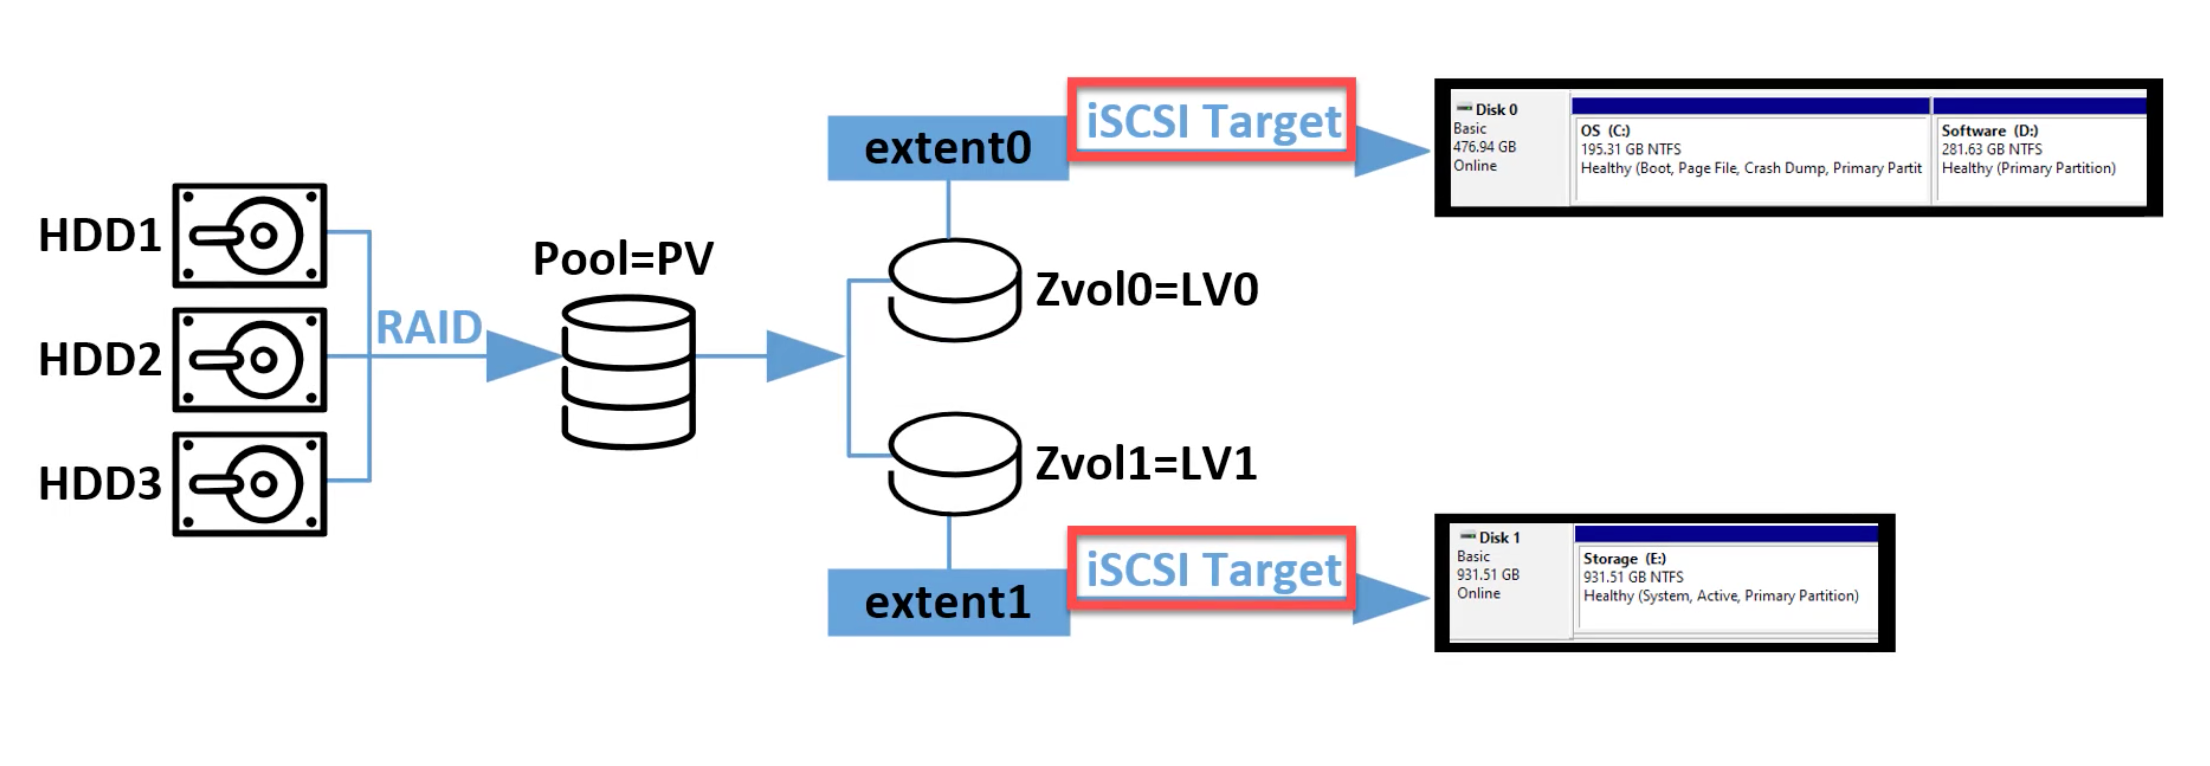 HDD1
HDD2
HDD3
RAID
Pool=PV
Zvol0=LV0
Zvol1=LV1
extent0
iSCSI Target
Disk 0
Basic
476.94 GB
Online
OS (C:)
195.31 GB NTFS
Healthy (Boot, Page File, Crash Dump, Primary Partit
Software (D:)
281.63 GB NTFS
Healthy (Primary Partition)
extent1
iSCSI Target
Disk 1
Basic
931.51 GB
Online
Storage (E:)
931.51 GB NTFS
Healthy (System, Active, Primary Partition)